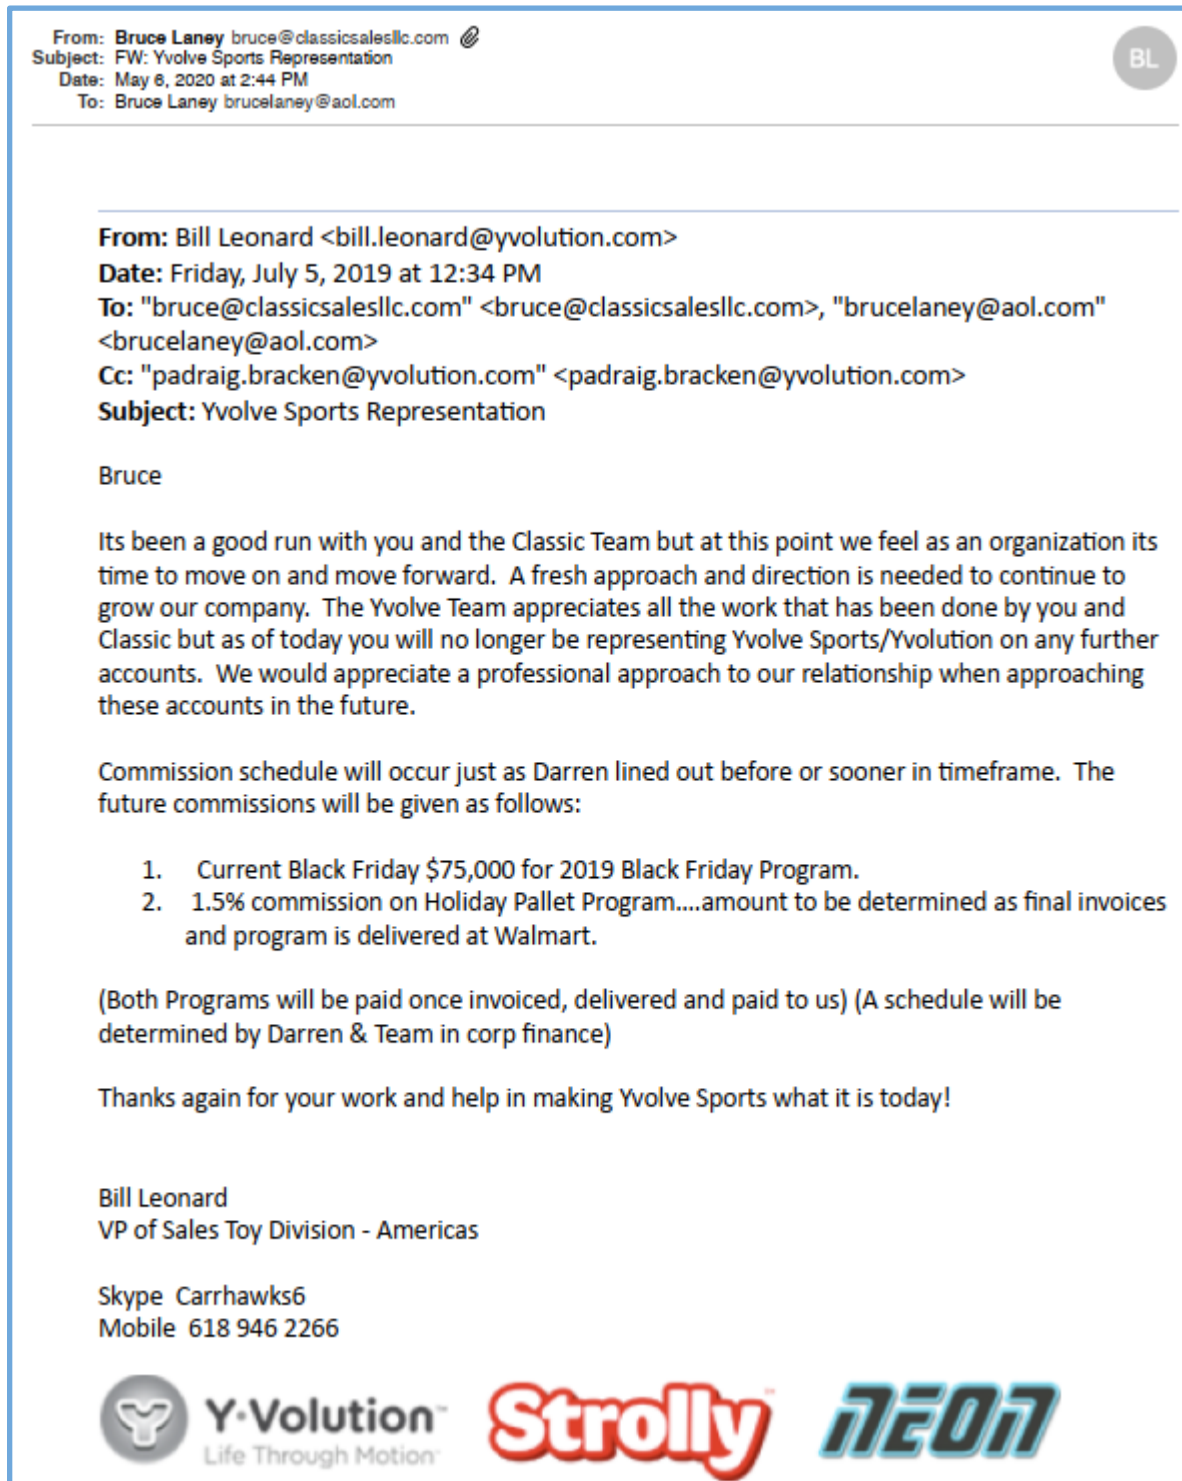 From: Bruce Laney bruce@classicsalesllc.com
Subject: FW: Yvolve Sports Representation
Date: May 6, 2020 at 2:44 PM
To: Bruce Laney brucelaney@aol.com
BL
From: Bill Leonard <bill.leonard@yvolution.com>
Date: Friday, July 5, 2019 at 12:34 PM
To: "bruce@classicsalesllc.com" <bruce@classicsalesllc.com>, "brucelaney@aol.com"
<brucelaney@aol.com>
Cc: "padraig.bracken@yvolution.com" <padraig.bracken@yvolution.com>
Subject: Yvolve Sports Representation
Bruce
Its been a good run with you and the Classic Team but at this point we feel as an organization its
time to move on and move forward.  A fresh approach and direction is needed to continue to
grow our company.  The Yvolve Team appreciates all the work that has been done by you and
Classic but as of today you will no longer be representing Yvolve Sports/Yvolution on any further
accounts.  We would appreciate a professional approach to our relationship when approaching
these accounts in the future.
Commission schedule will occur just as Darren lined out before or sooner in timeframe.  The
future commissions will be given as follows:
1. Current Black Friday $75,000 for 2019 Black Friday Program.
2. 1.5% commission on Holiday Pallet Program....amount to be determined as final invoices
and program is delivered at Walmart.
(Both Programs will be paid once invoiced, delivered and paid to us) (A schedule will be
determined by Darren & Team in corp finance)
Thanks again for your work and help in making Yvolve Sports what it is today!
Bill Leonard
VP of Sales Toy Division - Americas
Skype  Carrhawks6
Mobile  618 946 2266
Y·Volution™ Strolly™ NEON
Life Through Motion™